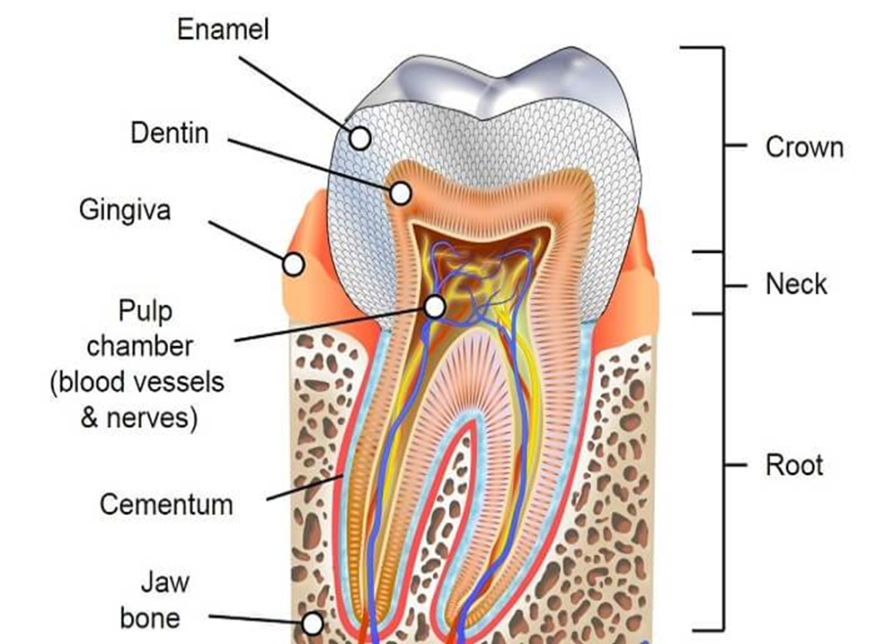 Enamel
Dentin
Gingiva
Pulp
chamber
(blood vessels
& nerves)
Cementum
Jaw
bone
Crown
Neck
Root